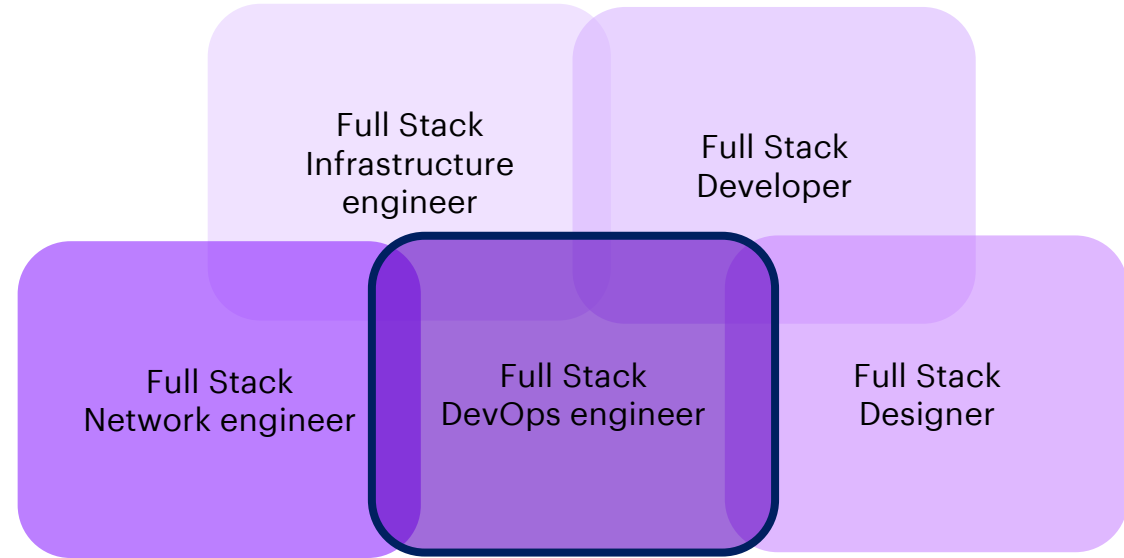 Full Stack
Infrastructure
engineer
Full Stack
Developer
Full Stack
Network engineer
Full Stack
DevOps engineer
Full Stack
Designer